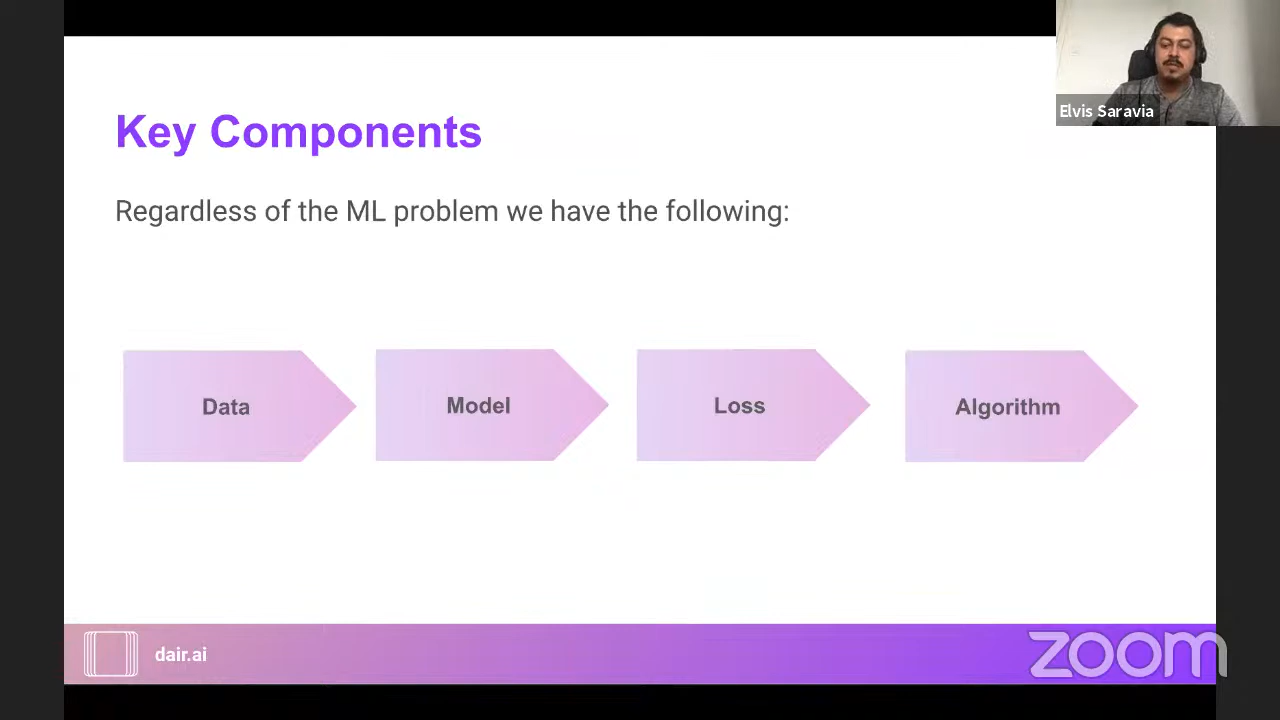 Elvis Saravia
Key Components
Regardless of the ML problem we have the following:
Data
Model
Loss
Algorithm
dair.ai
zoom